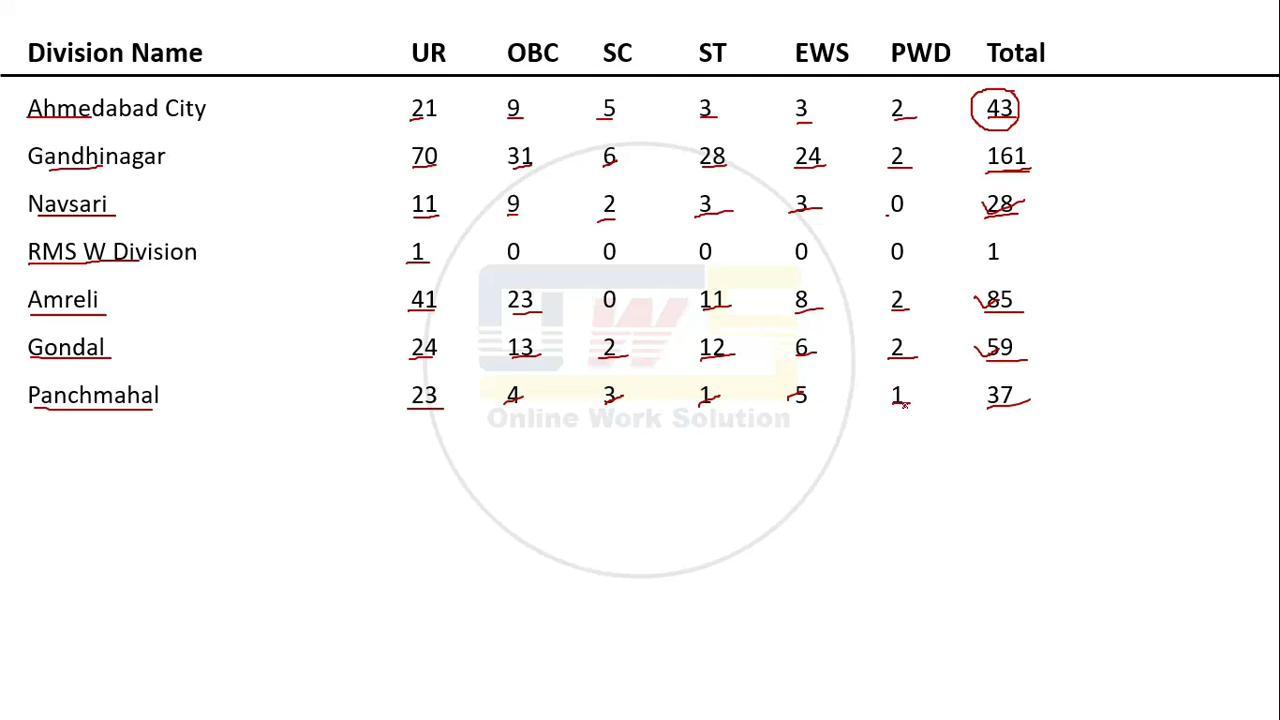 Division Name UR OBC SC ST EWS PWD Total
Ahmedabad City 21 9 5 3 3 2 43
Gandhinagar 70 31 6 28 24 2 161
Navsari 11 9 2 3 3 0 28
RMS W Division 1 0 0 0 0 0 1
Amreli 41 23 0 11 8 2 85
Gondal 24 13 2 12 6 2 59
Panchmahal 23 4 3 1 5 1 37
OWS
Online Work Solution